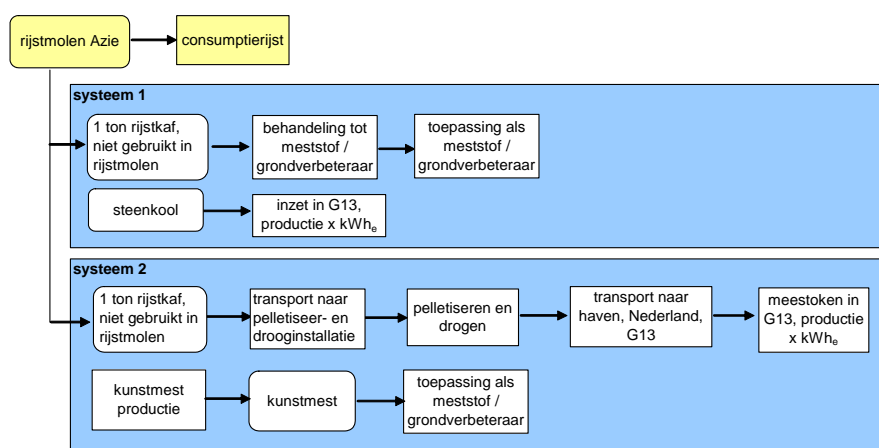 rijstmolen Azie
consumptierijst
systeem 1
1 ton rijstkaf,
niet gebruikt in
rijstmolen
behandeling tot
meststof /
grondverbeteraar
toepassing als
meststof /
grondverbeteraar
steenkool
inzet in G13,
productie x kWhₑ
systeem 2
1 ton rijstkaf,
niet gebruikt in
rijstmolen
transport naar
pelletiseer- en
drooginstallatie
pelletiseren en
drogen
transport naar
haven, Nederland,
G13
meestoken in
G13, productie
x kWhₑ
kunstmest
productie
kunstmest
toepassing als
meststof /
grondverbeteraar